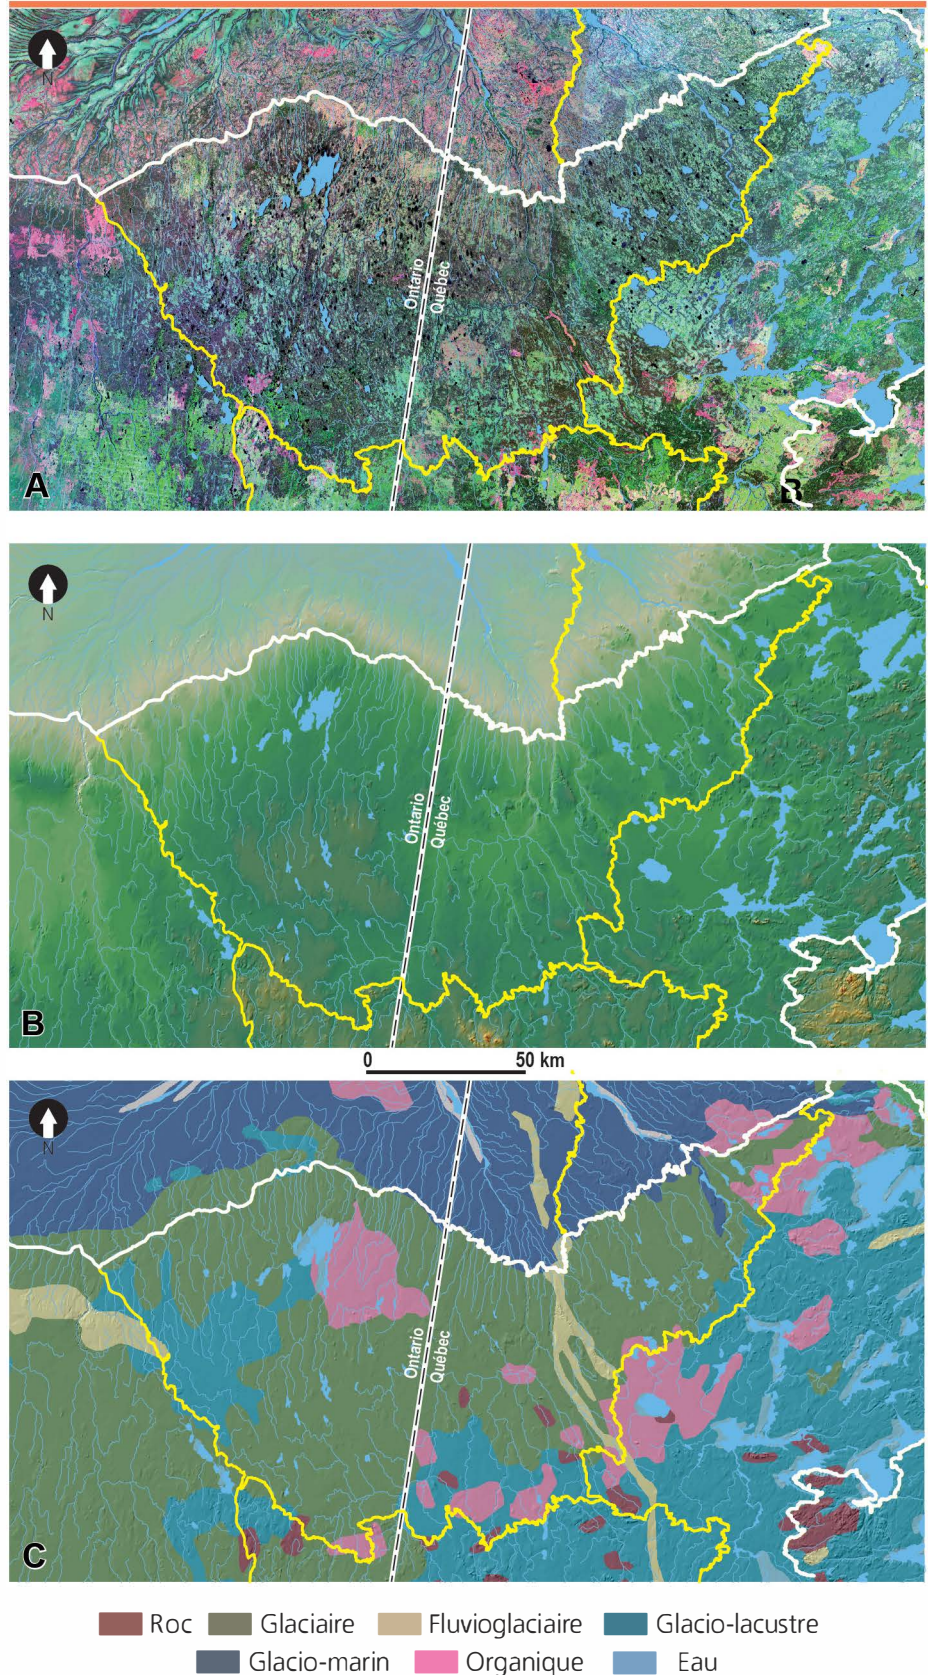 N
Ontario
Québec
A
B
N
Ontario
Québec
B
0 50 km
N
Ontario
Québec
C
Roc Glaciaire Fluvioglaciaire Glacio-lacustre
Glacio-marin Organique Eau